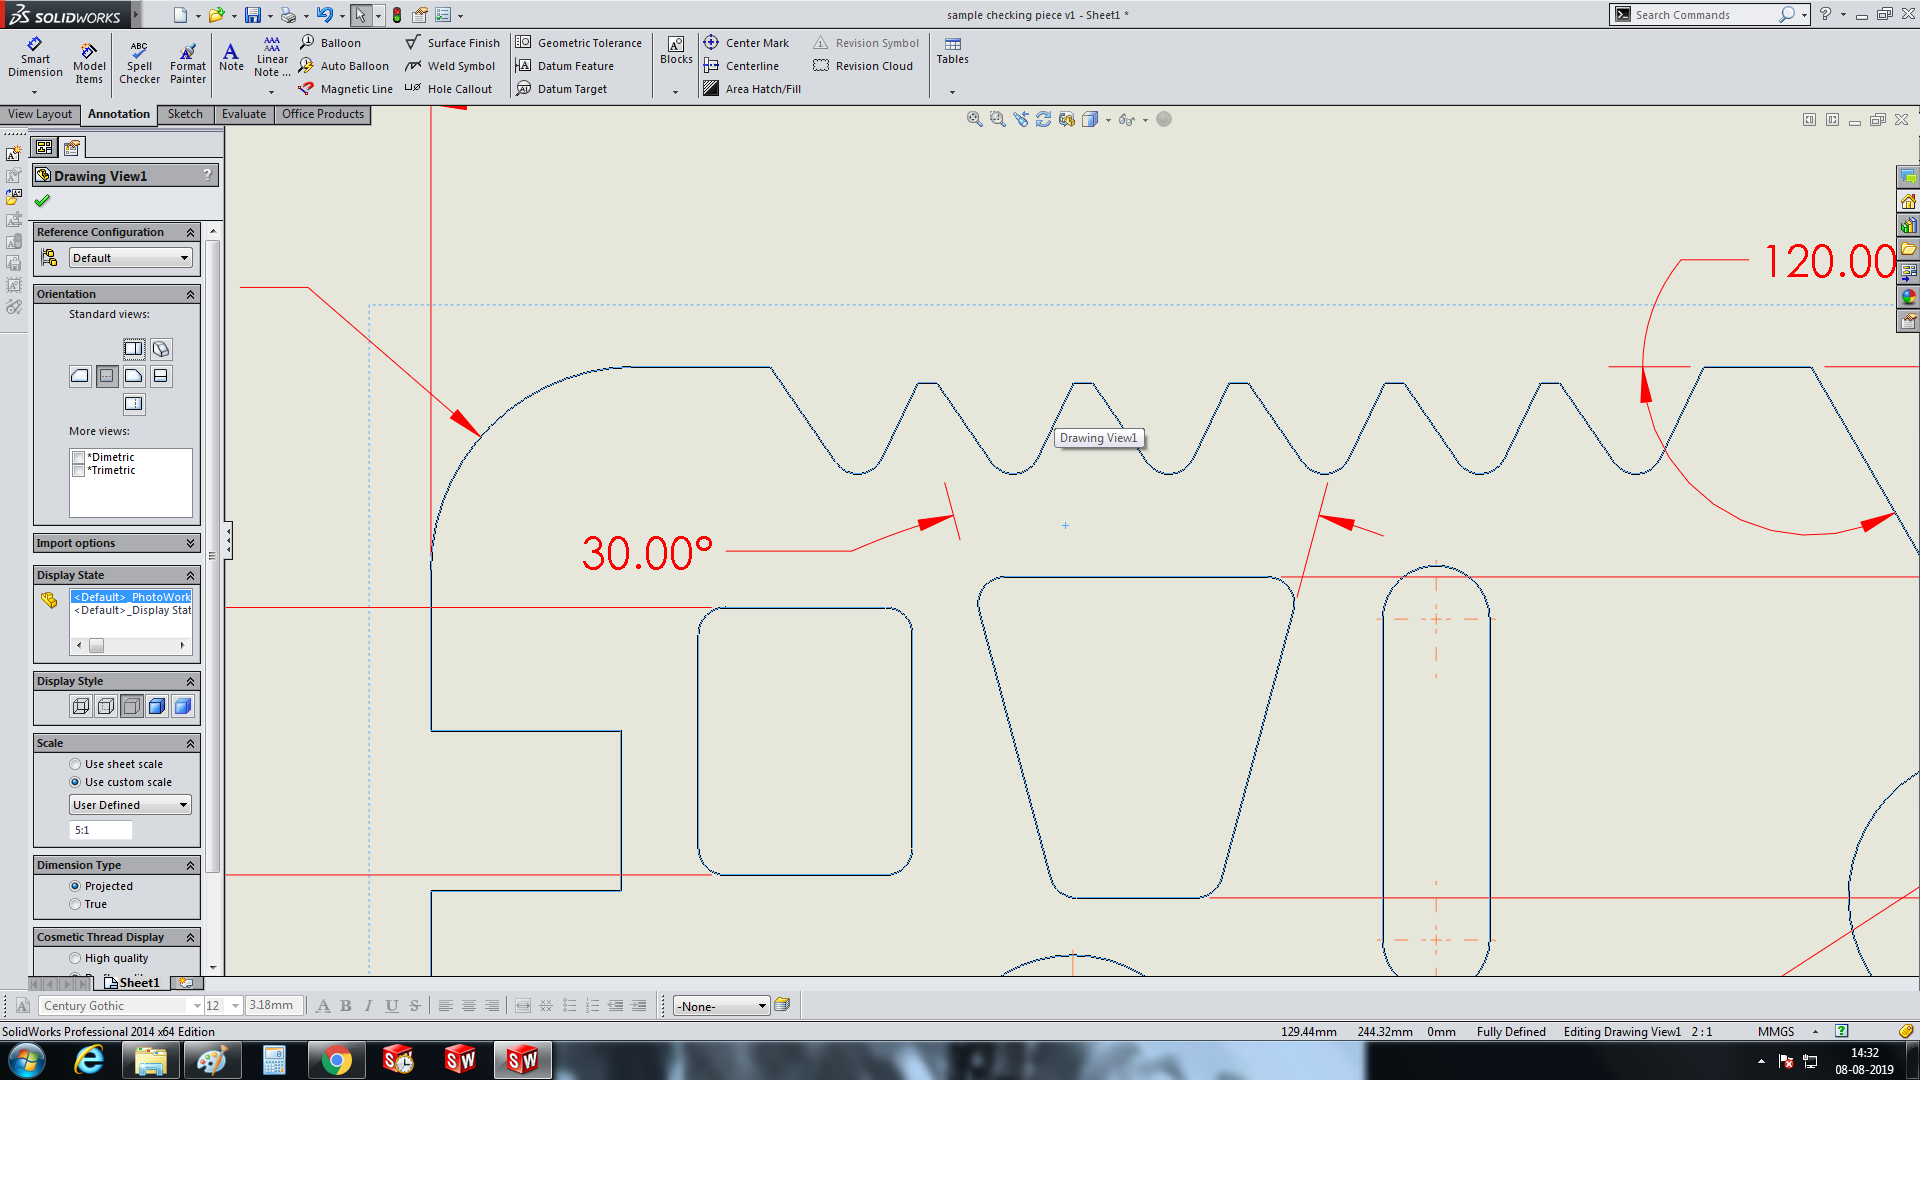 SOLIDWORKS
sample checking piece v1 - Sheet1 *
Search Commands
Smart Dimension
Model Items
Spell Checker
Format Painter
Note
Linear Note ...
Balloon
Auto Balloon
Magnetic Line
Surface Finish
Weld Symbol
Hole Callout
Geometric Tolerance
Datum Feature
Datum Target
Blocks
Center Mark
Centerline
Area Hatch/Fill
Revision Symbol
Revision Cloud
Tables
View Layout
Annotation
Sketch
Evaluate
Office Products
Drawing View1
?
Reference Configuration
Default
Orientation
Standard views:
More views:
*Dimetric
*Trimetric
Import options
Display State
<Default>_PhotoWork
<Default>_Display Stat
Display Style
Scale
Use sheet scale
Use custom scale
User Defined
5:1
Dimension Type
Projected
True
Cosmetic Thread Display
High quality
120.00
Drawing View1
30.00°
Sheet1
Century Gothic
12
3.18mm
A B I U S
-None-
SolidWorks Professional 2014 x64 Edition
129.44mm
244.32mm
0mm
Fully Defined
Editing Drawing View1
2 : 1
MMGS
14:32
08-08-2019